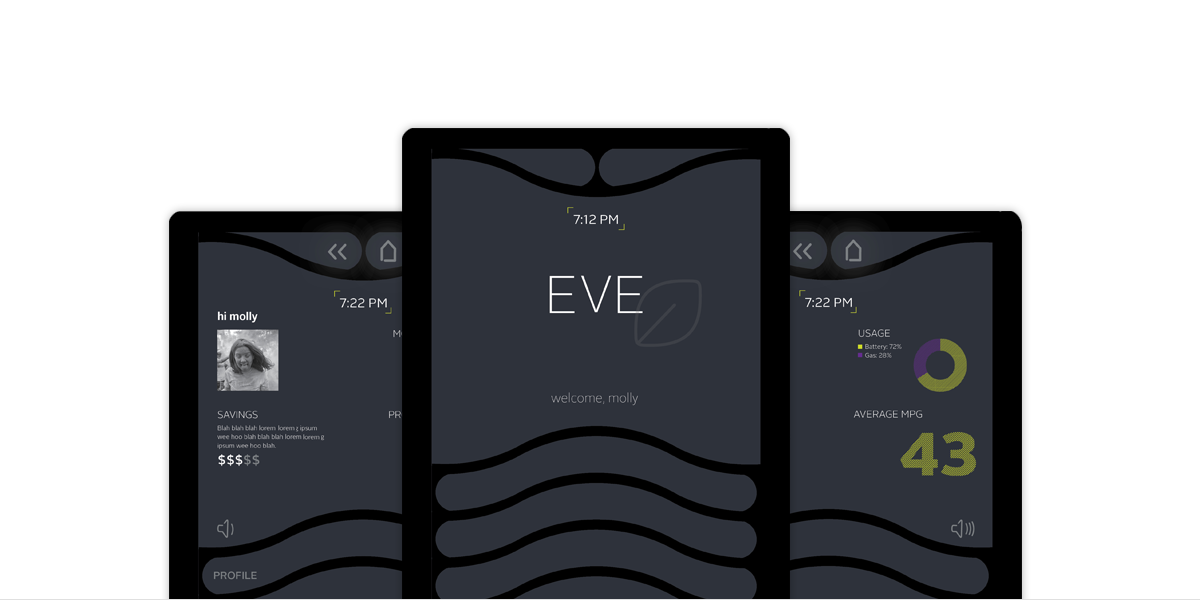 7:22 PM
hi molly
MO
SAVINGS
PR
Blah blah blah lorem lorem g ipsum
wee hoo blah blah blah lorem lorem g
ipsum wee hoo blah.
$$$$$
PROFILE
7:12 PM
EVE
welcome, molly
7:22 PM
USAGE
Battery: 72%
Gas: 28%
AVERAGE MPG
43